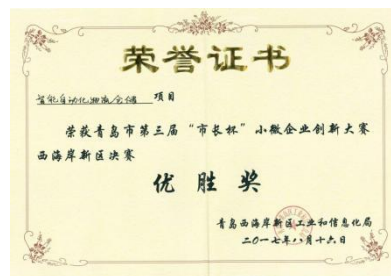 荣誉证书
智能自动化物流仓储 项目
荣获青岛市第三届“市长杯”小微企业创新大赛
西海岸新区决赛
优胜奖
青岛西海岸新区工业和信息化局
二〇一七年八月十六日